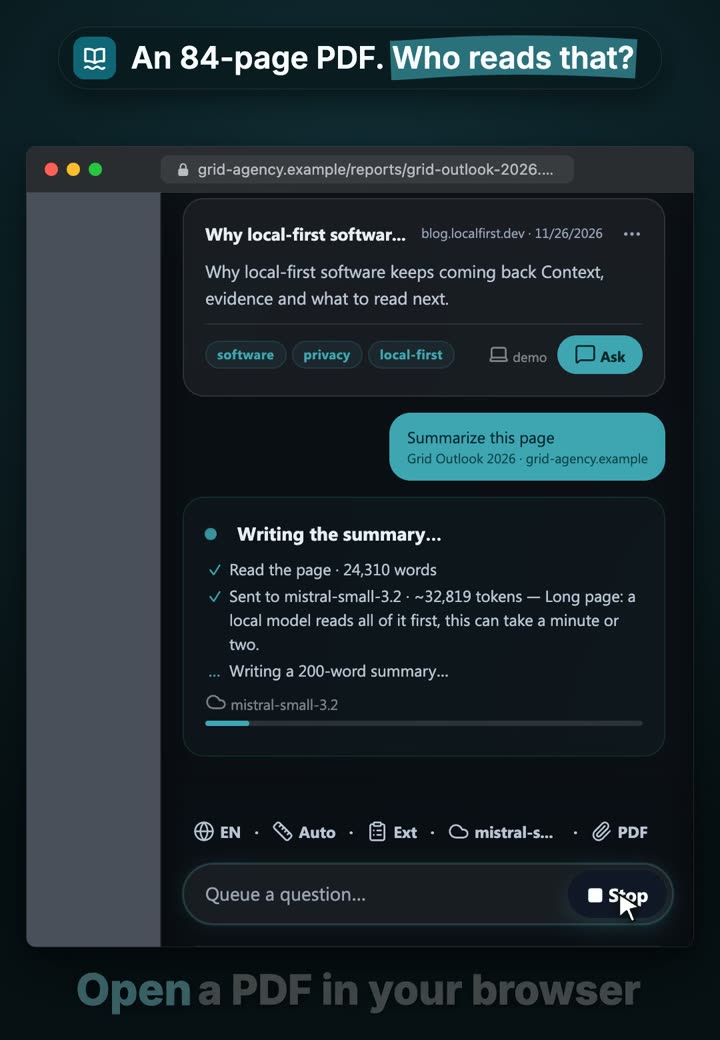 An 84-page PDF. Who reads that?
grid-agency.example/reports/grid-outlook-2026....
Why local-first softwar... blog.localfirst.dev · 11/26/2026
Why local-first software keeps coming back Context,
evidence and what to read next.
software privacy local-first demo Ask
Summarize this page
Grid Outlook 2026 · grid-agency.example
Writing the summary...
Read the page · 24,310 words
Sent to mistral-small-3.2 · ~32,819 tokens — Long page: a
local model reads all of it first, this can take a minute or
two.
... Writing a 200-word summary...
mistral-small-3.2
EN · Auto · Ext · mistral-s... · PDF
Queue a question... Stop
Open a PDF in your browser